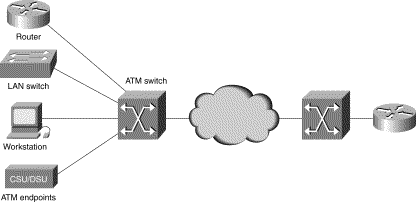 Router
ATM switch
LAN switch
Workstation
CSU/DSU
ATM endpoints